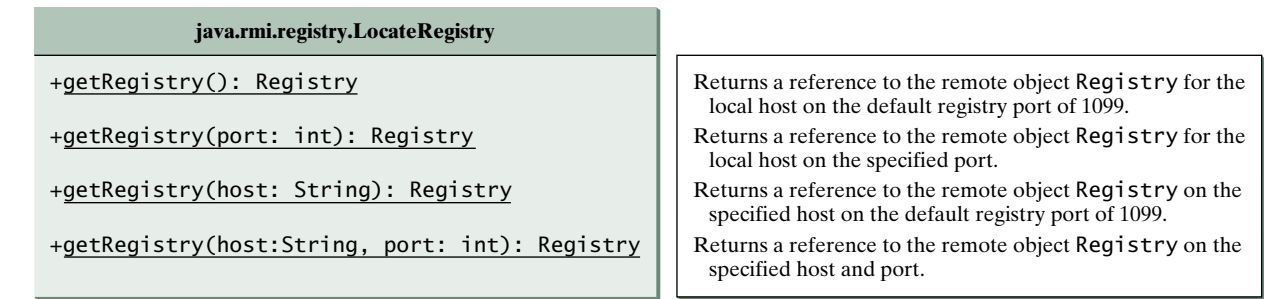 java.rmi.registry.LocateRegistry
+getRegistry(): Registry
Returns a reference to the remote object Registry for the
local host on the default registry port of 1099.
+getRegistry(port: int): Registry
Returns a reference to the remote object Registry for the
local host on the specified port.
+getRegistry(host: String): Registry
Returns a reference to the remote object Registry on the
specified host on the default registry port of 1099.
+getRegistry(host:String, port: int): Registry
Returns a reference to the remote object Registry on the
specified host and port.